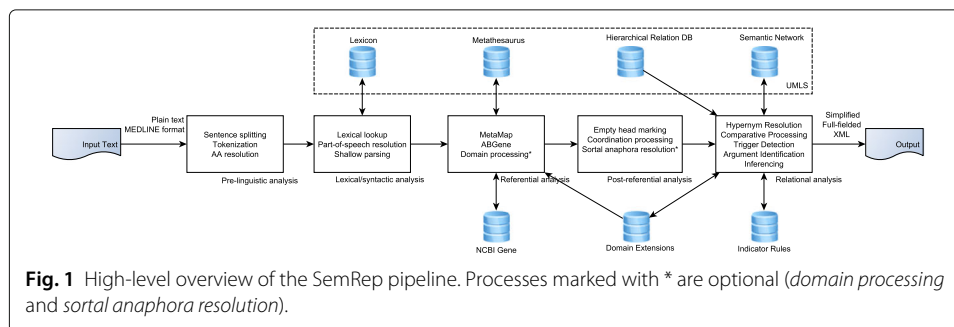 Lexicon
Metathesaurus
Hierarchical Relation DB
Semantic Network
UMLS
Plain text
MEDLINE format
Input Text
Sentence splitting
Tokenization
AA resolution
Pre-linguistic analysis
Lexical lookup
Part-of-speech resolution
Shallow parsing
Lexical/syntactic analysis
MetaMap
ABGene
Domain processing*
Referential analysis
Empty head marking
Coordination processing
Sortal anaphora resolution*
Post-referential analysis
Hypernym Resolution
Comparative Processing
Trigger Detection
Argument Identification
Inferencing
Relational analysis
Simplified
Full-fielded
XML
Output
NCBI Gene
Domain Extensions
Indicator Rules
Fig. 1 High-level overview of the SemRep pipeline. Processes marked with * are optional (domain processing
and sortal anaphora resolution).